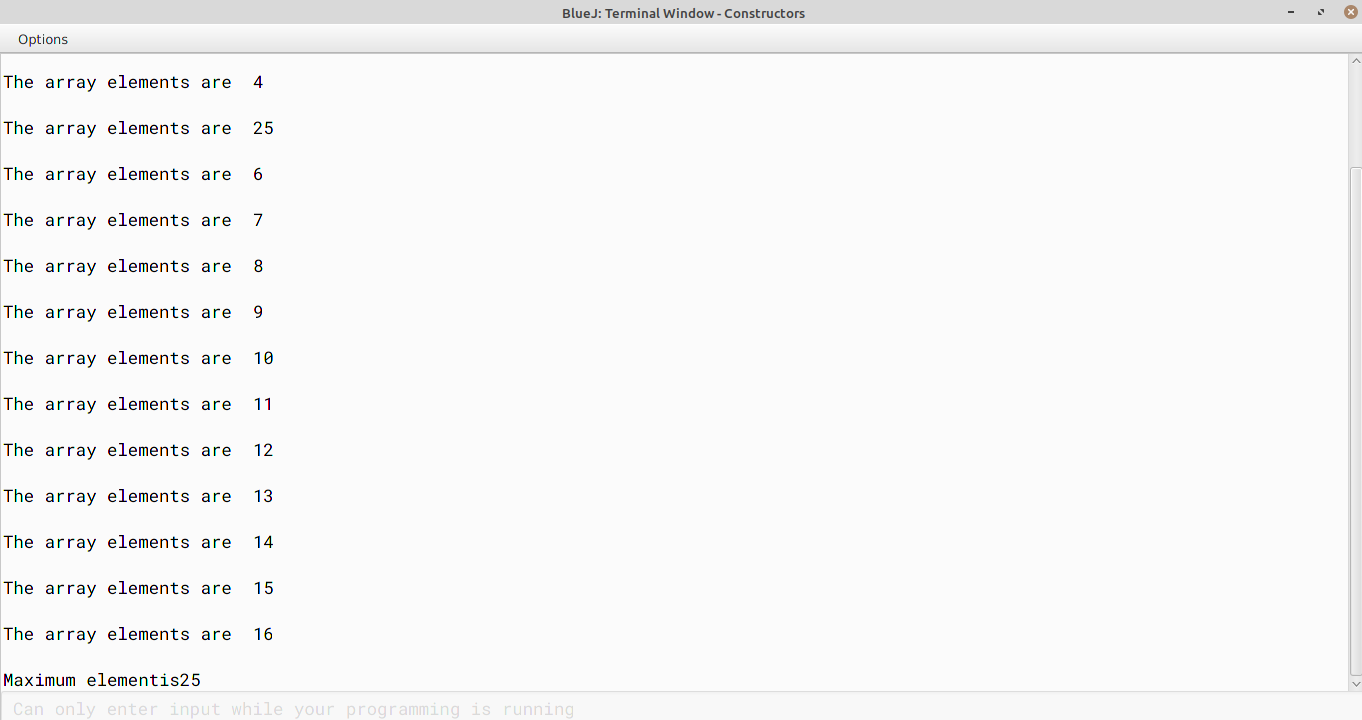 BlueJ: Terminal Window - Constructors
Options
The array elements are  4
The array elements are  25
The array elements are  6
The array elements are  7
The array elements are  8
The array elements are  9
The array elements are  10
The array elements are  11
The array elements are  12
The array elements are  13
The array elements are  14
The array elements are  15
The array elements are  16
Maximum elementis25
Can only enter input while your programming is running